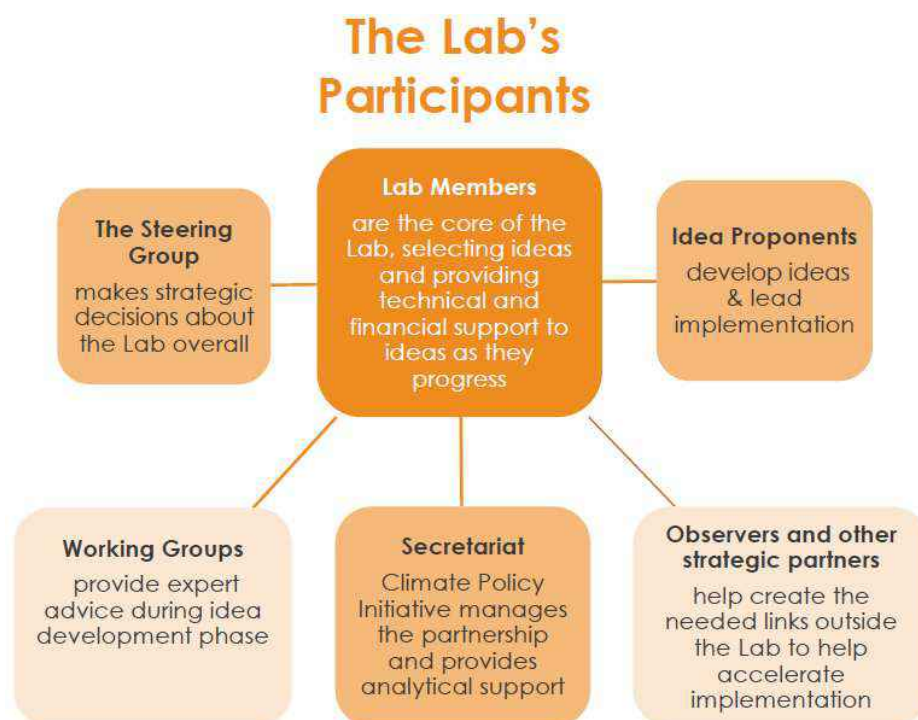 The Lab's
Participants
Lab Members
are the core of the
Lab, selecting ideas
and providing
technical and
financial support to
ideas as they
progress
The Steering
Group
makes strategic
decisions about
the Lab overall
Idea Proponents
develop ideas
& lead
implementation
Working Groups
provide expert
advice during idea
development phase
Secretariat
Climate Policy
Initiative manages
the partnership
and provides
analytical support
Observers and other
strategic partners
help create the
needed links outside
the Lab to help
accelerate
implementation